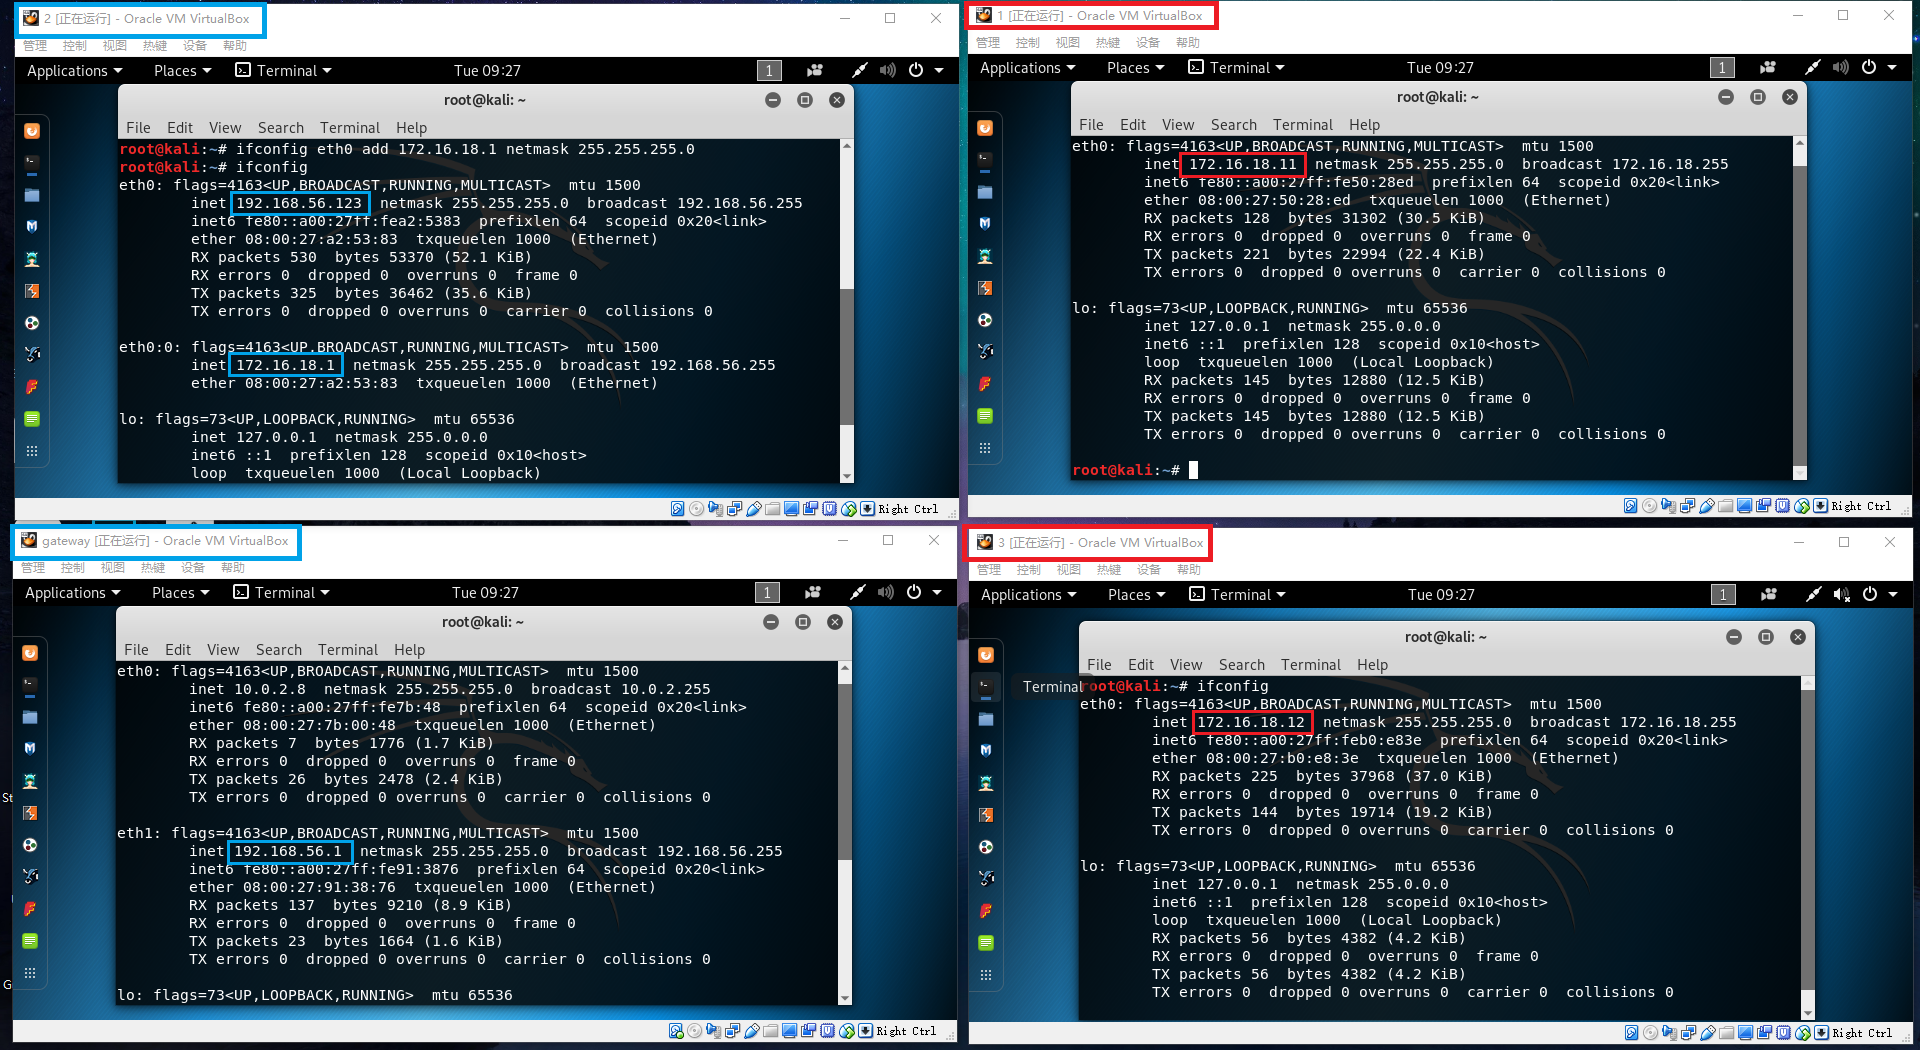 2 [正在运行] - Oracle VM VirtualBox
管理 控制 视图 热键 设备 帮助
Applications Places Terminal Tue 09:27 1
root@kali: ~
File Edit View Search Terminal Help
root@kali:~# ifconfig eth0 add 172.16.18.1 netmask 255.255.255.0
root@kali:~# ifconfig
eth0: flags=4163<UP,BROADCAST,RUNNING,MULTICAST>  mtu 1500
inet 192.168.56.123  netmask 255.255.255.0  broadcast 192.168.56.255
inet6 fe80::a00:27ff:fea2:5383  prefixlen 64  scopeid 0x20<link>
ether 08:00:27:a2:53:83  txqueuelen 1000  (Ethernet)
RX packets 530  bytes 53370 (52.1 KiB)
RX errors 0  dropped 0  overruns 0  frame 0
TX packets 325  bytes 36462 (35.6 KiB)
TX errors 0  dropped 0 overruns 0  carrier 0  collisions 0
eth0:0: flags=4163<UP,BROADCAST,RUNNING,MULTICAST>  mtu 1500
inet 172.16.18.1  netmask 255.255.255.0  broadcast 192.168.56.255
ether 08:00:27:a2:53:83  txqueuelen 1000  (Ethernet)
lo: flags=73<UP,LOOPBACK,RUNNING>  mtu 65536
inet 127.0.0.1  netmask 255.0.0.0
inet6 ::1  prefixlen 128  scopeid 0x10<host>
loop  txqueuelen 1000  (Local Loopback)
Right Ctrl
1 [正在运行] - Oracle VM VirtualBox
管理 控制 视图 热键 设备 帮助
Applications Places Terminal Tue 09:27 1
root@kali: ~
File Edit View Search Terminal Help
eth0: flags=4163<UP,BROADCAST,RUNNING,MULTICAST>  mtu 1500
inet 172.16.18.11  netmask 255.255.255.0  broadcast 172.16.18.255
inet6 fe80::a00:27ff:fe50:28ed  prefixlen 64  scopeid 0x20<link>
ether 08:00:27:50:28:ed  txqueuelen 1000  (Ethernet)
RX packets 128  bytes 31302 (30.5 KiB)
RX errors 0  dropped 0  overruns 0  frame 0
TX packets 221  bytes 22994 (22.4 KiB)
TX errors 0  dropped 0 overruns 0  carrier 0  collisions 0
lo: flags=73<UP,LOOPBACK,RUNNING>  mtu 65536
inet 127.0.0.1  netmask 255.0.0.0
inet6 ::1  prefixlen 128  scopeid 0x10<host>
loop  txqueuelen 1000  (Local Loopback)
RX packets 145  bytes 12880 (12.5 KiB)
RX errors 0  dropped 0  overruns 0  frame 0
TX packets 145  bytes 12880 (12.5 KiB)
TX errors 0  dropped 0 overruns 0  carrier 0  collisions 0
root@kali:~#
Right Ctrl
gateway [正在运行] - Oracle VM VirtualBox
管理 控制 视图 热键 设备 帮助
Applications Places Terminal Tue 09:27 1
root@kali: ~
File Edit View Search Terminal Help
eth0: flags=4163<UP,BROADCAST,RUNNING,MULTICAST>  mtu 1500
inet 10.0.2.8  netmask 255.255.255.0  broadcast 10.0.2.255
inet6 fe80::a00:27ff:fe7b:48  prefixlen 64  scopeid 0x20<link>
ether 08:00:27:7b:00:48  txqueuelen 1000  (Ethernet)
RX packets 7  bytes 1776 (1.7 KiB)
RX errors 0  dropped 0  overruns 0  frame 0
TX packets 26  bytes 2478 (2.4 KiB)
TX errors 0  dropped 0 overruns 0  carrier 0  collisions 0
eth1: flags=4163<UP,BROADCAST,RUNNING,MULTICAST>  mtu 1500
inet 192.168.56.1  netmask 255.255.255.0  broadcast 192.168.56.255
inet6 fe80::a00:27ff:fe91:3876  prefixlen 64  scopeid 0x20<link>
ether 08:00:27:91:38:76  txqueuelen 1000  (Ethernet)
RX packets 137  bytes 9210 (8.9 KiB)
RX errors 0  dropped 0  overruns 0  frame 0
TX packets 23  bytes 1664 (1.6 KiB)
TX errors 0  dropped 0 overruns 0  carrier 0  collisions 0
lo: flags=73<UP,LOOPBACK,RUNNING>  mtu 65536
Right Ctrl
St
G
3 [正在运行] - Oracle VM VirtualBox
管理 控制 视图 热键 设备 帮助
Applications Places Terminal Tue 09:27 1
root@kali: ~
File Edit View Search Terminal Help
Terminal
root@kali:~# ifconfig
eth0: flags=4163<UP,BROADCAST,RUNNING,MULTICAST>  mtu 1500
inet 172.16.18.12  netmask 255.255.255.0  broadcast 172.16.18.255
inet6 fe80::a00:27ff:feb0:e83e  prefixlen 64  scopeid 0x20<link>
ether 08:00:27:b0:e8:3e  txqueuelen 1000  (Ethernet)
RX packets 225  bytes 37968 (37.0 KiB)
RX errors 0  dropped 0  overruns 0  frame 0
TX packets 144  bytes 19714 (19.2 KiB)
TX errors 0  dropped 0 overruns 0  carrier 0  collisions 0
lo: flags=73<UP,LOOPBACK,RUNNING>  mtu 65536
inet 127.0.0.1  netmask 255.0.0.0
inet6 ::1  prefixlen 128  scopeid 0x10<host>
loop  txqueuelen 1000  (Local Loopback)
RX packets 56  bytes 4382 (4.2 KiB)
RX errors 0  dropped 0  overruns 0  frame 0
TX packets 56  bytes 4382 (4.2 KiB)
TX errors 0  dropped 0 overruns 0  carrier 0  collisions 0
Right Ctrl